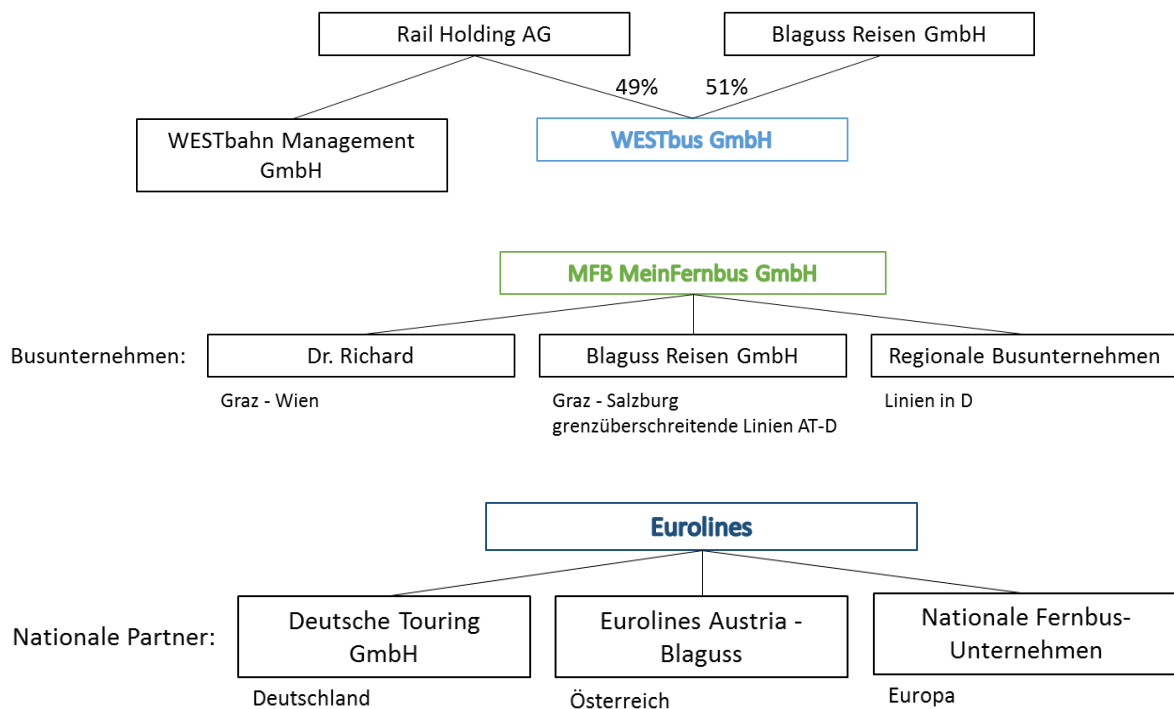 Rail Holding AG
Blaguss Reisen GmbH
49%
51%
WESTbahn Management
GmbH
WESTbus GmbH
MFB MeinFernbus GmbH
Busunternehmen:
Dr. Richard
Blaguss Reisen GmbH
Regionale Busunternehmen
Graz - Wien
Graz - Salzburg
grenzüberschreitende Linien AT-D
Linien in D
Eurolines
Nationale Partner:
Deutsche Touring
GmbH
Eurolines Austria -
Blaguss
Nationale Fernbus-
Unternehmen
Deutschland
Österreich
Europa